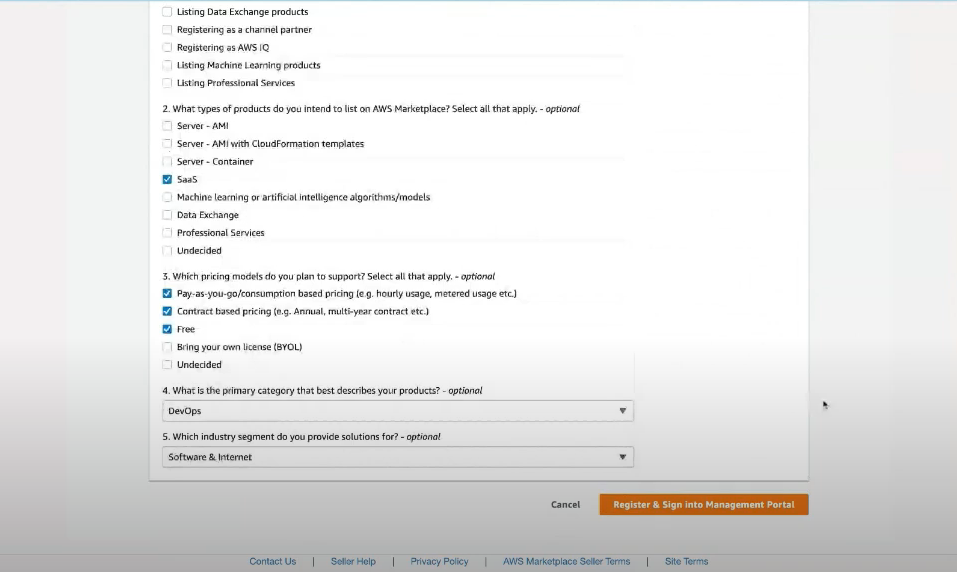 Listing Data Exchange products
Registering as a channel partner
Registering as AWS IQ
Listing Machine Learning products
Listing Professional Services
2. What types of products do you intend to list on AWS Marketplace? Select all that apply. - optional
Server - AMI
Server - AMI with CloudFormation templates
Server - Container
SaaS
Machine learning or artificial intelligence algorithms/models
Data Exchange
Professional Services
Undecided
3. Which pricing models do you plan to support? Select all that apply. - optional
Pay-as-you-go/consumption based pricing (e.g. hourly usage, metered usage etc.)
Contract based pricing (e.g. Annual, multi-year contract etc.)
Free
Bring your own license (BYOL)
Undecided
4. What is the primary category that best describes your products? - optional
DevOps
5. Which industry segment do you provide solutions for? - optional
Software & Internet
Cancel Register & Sign into Management Portal
Contact Us | Seller Help | Privacy Policy | AWS Marketplace Seller Terms | Site Terms